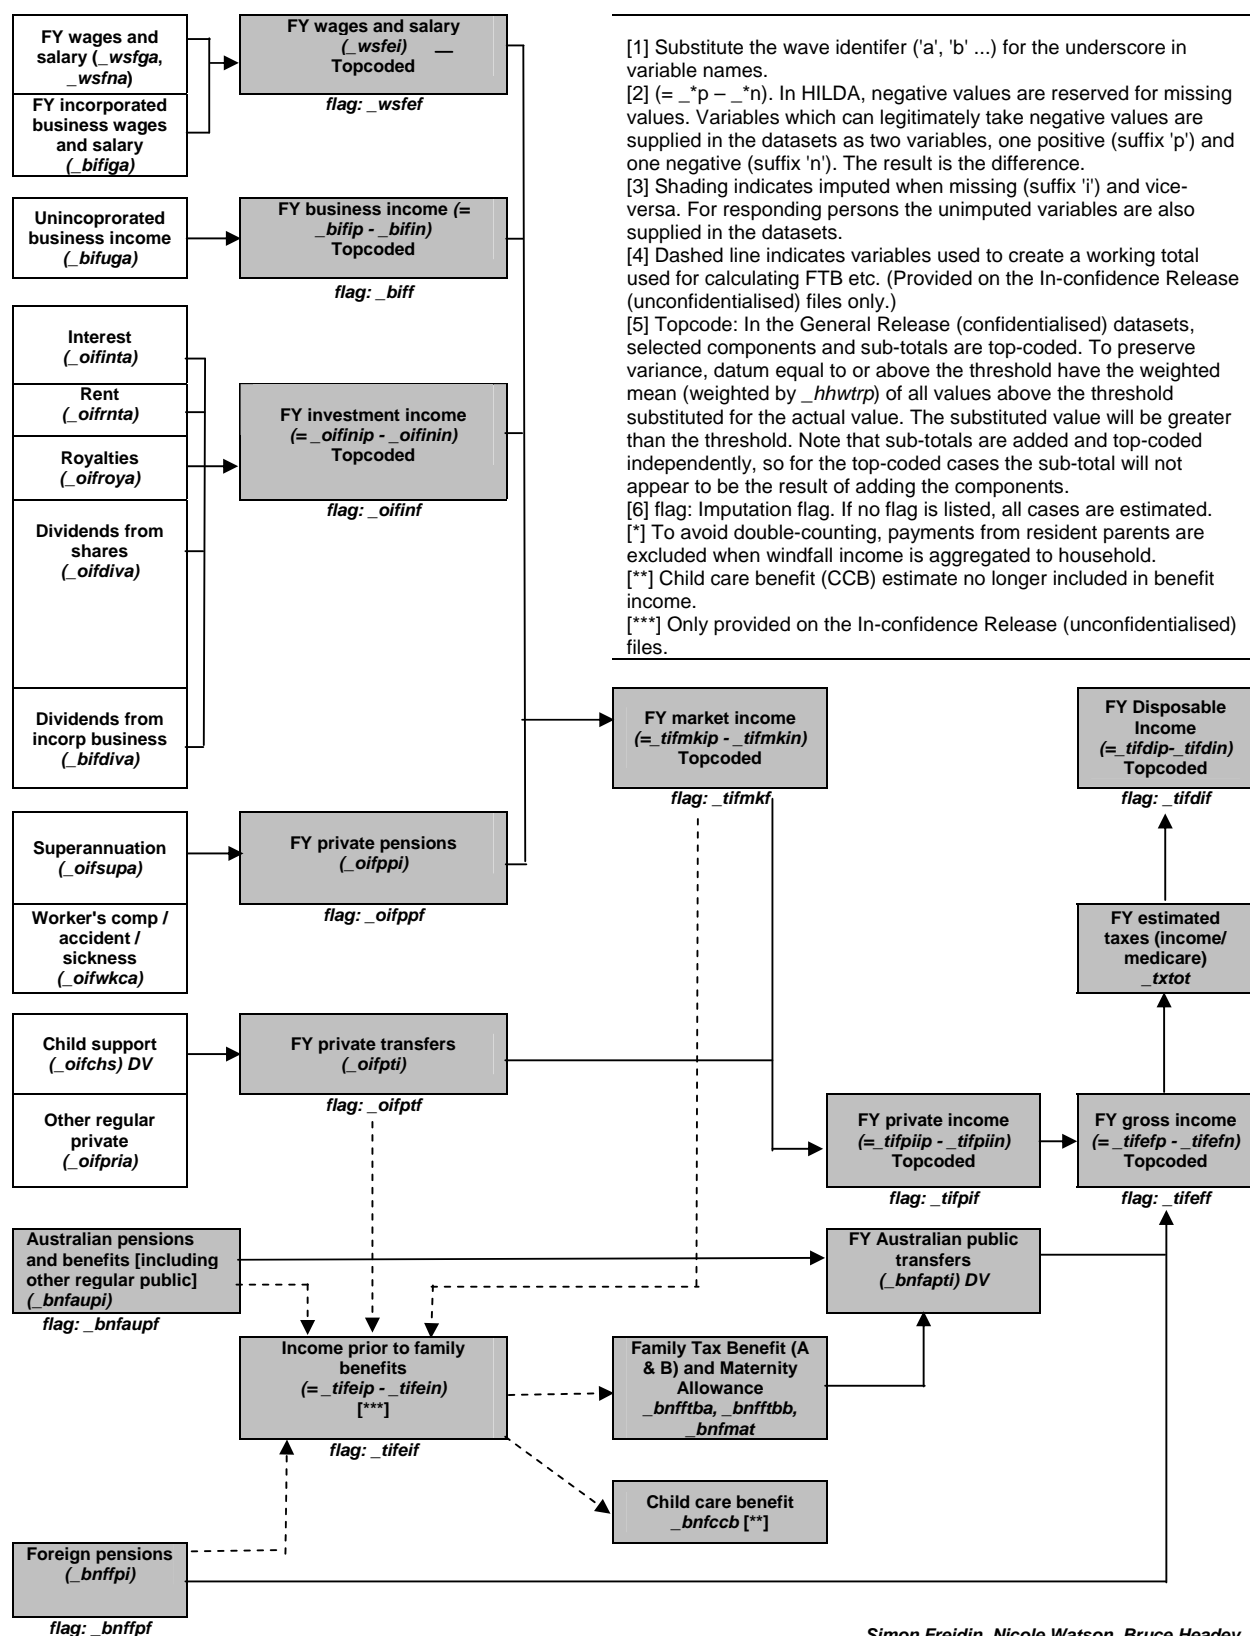 FY wages and
salary (_wsfga,
_wsfna)
FY incorporated
business wages
and salary
(_bifiga)
FY wages and salary
(_wsfei)
Topcoded
flag: _wsfef
Unincoprorated
business income
(_bifuga)
FY business income (=
_bifip - _bifin)
Topcoded
flag: _biff
Interest
(_oifinta)
Rent
(_oifrnta)
Royalties
(_oifroya)
Dividends from
shares
(_oifdiva)
Dividends from
incorp business
(_bifdiva)
FY investment income
(= _oifinip - _oifinin)
Topcoded
flag: _oifinf
[1] Substitute the wave identifer ('a', 'b' ...) for the underscore in
variable names.
[2] (= _*p – _*n). In HILDA, negative values are reserved for missing
values. Variables which can legitimately take negative values are
supplied in the datasets as two variables, one positive (suffix 'p') and
one negative (suffix 'n'). The result is the difference.
[3] Shading indicates imputed when missing (suffix 'i') and vice-
versa. For responding persons the unimputed variables are also
supplied in the datasets.
[4] Dashed line indicates variables used to create a working total
used for calculating FTB etc. (Provided on the In-confidence Release
(unconfidentialised) files only.)
[5] Topcode: In the General Release (confidentialised) datasets,
selected components and sub-totals are top-coded. To preserve
variance, datum equal to or above the threshold have the weighted
mean (weighted by _hhwtrp) of all values above the threshold
substituted for the actual value. The substituted value will be greater
than the threshold. Note that sub-totals are added and top-coded
independently, so for the top-coded cases the sub-total will not
appear to be the result of adding the components.
[6] flag: Imputation flag. If no flag is listed, all cases are estimated.
[*] To avoid double-counting, payments from resident parents are
excluded when windfall income is aggregated to household.
[**] Child care benefit (CCB) estimate no longer included in benefit
income.
[***] Only provided on the In-confidence Release (unconfidentialised)
files.
FY market income
(=_tifmkip - _tifmkin)
Topcoded
flag: _tifmkf
FY Disposable
Income
(=_tifdip-_tifdin)
Topcoded
flag: _tifdif
Superannuation
(_oifsupa)
Worker's comp /
accident /
sickness
(_oifwkca)
FY private pensions
(_oifppi)
flag: _oifppf
FY estimated
taxes (income/
medicare)
_txtot
Child support
(_oifchs) DV
Other regular
private
(_oifpria)
FY private transfers
(_oifpti)
flag: _oifptf
FY private income
(=_tifpiip - _tifpiin)
Topcoded
flag: _tifpif
FY gross income
(= _tifefp - _tifefn)
Topcoded
flag: _tifeff
Australian pensions
and benefits [including
other regular public]
(_bnfaupi)
flag: _bnfaupf
FY Australian public
transfers
(_bnfapti) DV
Income prior to family
benefits
(= _tifeip - _tifein)
[***]
flag: _tifeif
Family Tax Benefit (A
& B) and Maternity
Allowance
_bnfftba, _bnfftbb,
_bnfmat
Child care benefit
_bnfccb [**]
Foreign pensions
(_bnffpi)
flag: _bnffpf
Simon Freidin, Nicole Watson, Bruce Headey